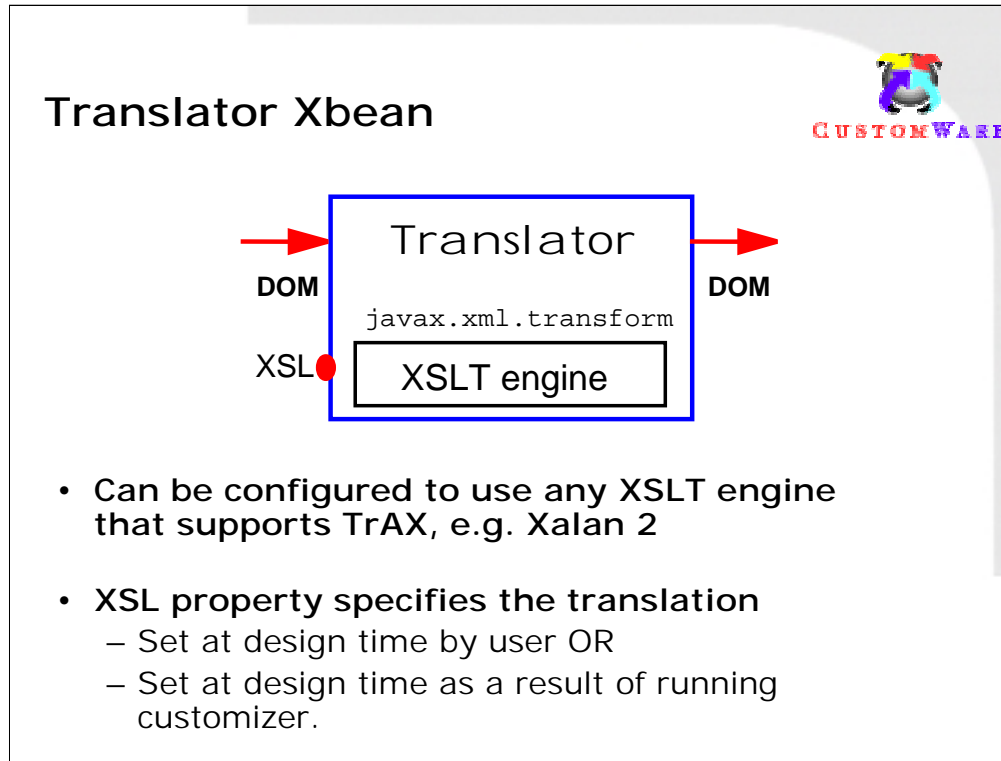 Translator Xbean
CUSTOMWARE
Translator
DOM
DOM
javax.xml.transform
XSL
XSLT engine
• Can be configured to use any XSLT engine
that supports TrAX, e.g. Xalan 2
• XSL property specifies the translation
– Set at design time by user OR
– Set at design time as a result of running
customizer.